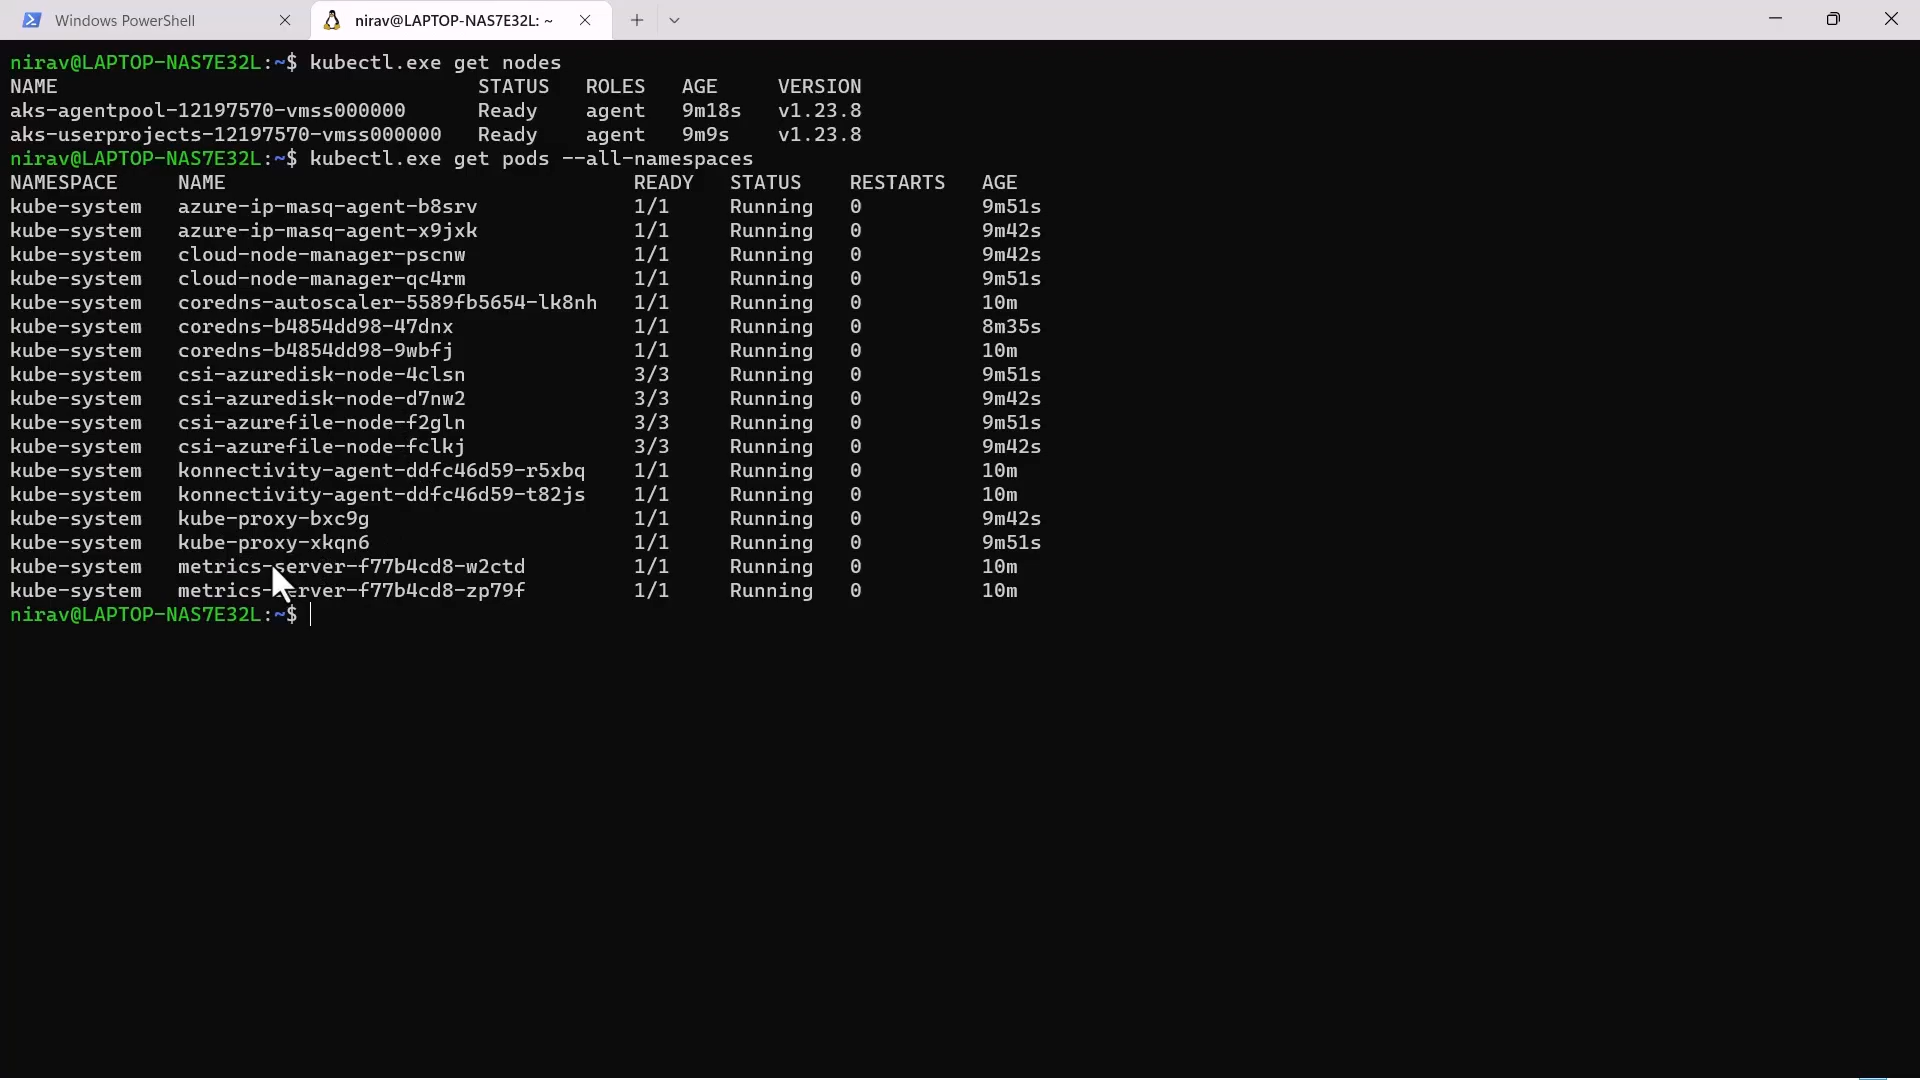 Windows PowerShell nirav@LAPTOP-NAS7E32L: ~
nirav@LAPTOP-NAS7E32L:~$ kubectl.exe get nodes
NAME STATUS ROLES AGE VERSION
aks-agentpool-12197570-vmss000000 Ready agent 9m18s v1.23.8
aks-userprojects-12197570-vmss000000 Ready agent 9m9s v1.23.8
nirav@LAPTOP-NAS7E32L:~$ kubectl.exe get pods --all-namespaces
NAMESPACE NAME READY STATUS RESTARTS AGE
kube-system azure-ip-masq-agent-b8srv 1/1 Running 0 9m51s
kube-system azure-ip-masq-agent-x9jxk 1/1 Running 0 9m42s
kube-system cloud-node-manager-pscnw 1/1 Running 0 9m42s
kube-system cloud-node-manager-qc4rm 1/1 Running 0 9m51s
kube-system coredns-autoscaler-5589fb5654-lk8nh 1/1 Running 0 10m
kube-system coredns-b4854dd98-47dnx 1/1 Running 0 8m35s
kube-system coredns-b4854dd98-9wbfj 1/1 Running 0 10m
kube-system csi-azuredisk-node-4clsn 3/3 Running 0 9m51s
kube-system csi-azuredisk-node-d7nw2 3/3 Running 0 9m42s
kube-system csi-azurefile-node-f2gln 3/3 Running 0 9m51s
kube-system csi-azurefile-node-fclkj 3/3 Running 0 9m42s
kube-system konnectivity-agent-ddfc46d59-r5xbq 1/1 Running 0 10m
kube-system konnectivity-agent-ddfc46d59-t82js 1/1 Running 0 10m
kube-system kube-proxy-bxc9g 1/1 Running 0 9m42s
kube-system kube-proxy-xkqn6 1/1 Running 0 9m51s
kube-system metrics-server-f77b4cd8-w2ctd 1/1 Running 0 10m
kube-system metrics-server-f77b4cd8-zp79f 1/1 Running 0 10m
nirav@LAPTOP-NAS7E32L:~$